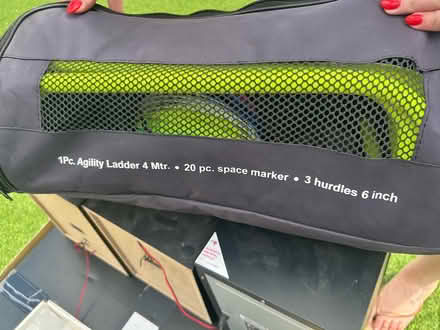 1Pc. Agility Ladder 4 Mtr. • 20 pc. space marker • 3 hurdles 6 inch